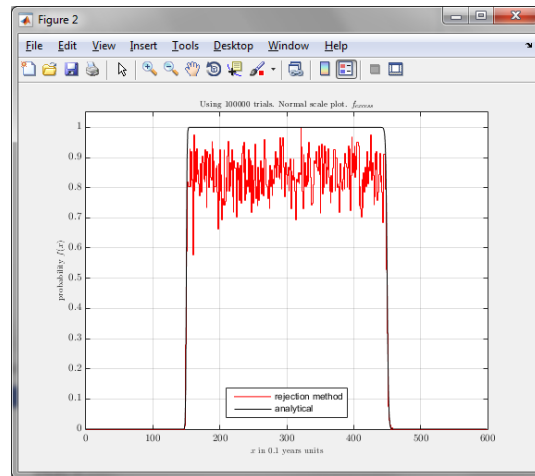 Figure 2
File Edit View Insert Tools Desktop Window Help
Using 100000 trials. Normal scale plot. fexcess
1
0.9
0.8
0.7
0.6
0.5
0.4
0.3
0.2
0.1
0
probability f(x)
rejection method
analytical
0 100 200 300 400 500 600
x in 0.1 years units